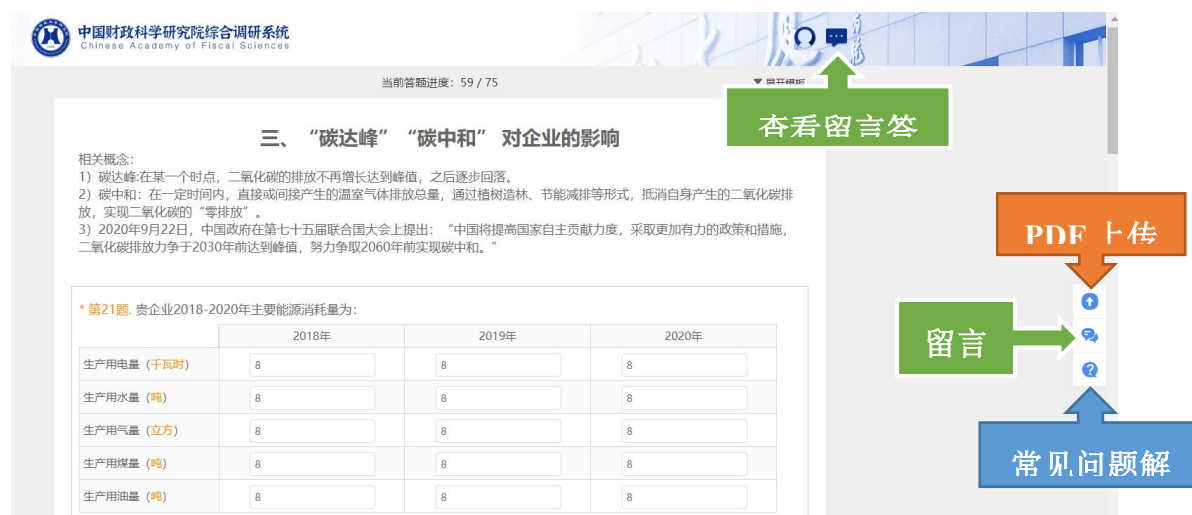 中国财政科学研究院综合调研系统
Chinese Academy of Fiscal Sciences
当前答题进度：59 / 75
▼ 展开模板
查看留言答
三、“碳达峰”“碳中和” 对企业的影响
相关概念：
1）碳达峰:在某一个时点，二氧化碳的排放不再增长达到峰值，之后逐步回落。
2）碳中和：在一定时间内，直接或间接产生的温室气体排放总量，通过植树造林、节能减排等形式，抵消自身产生的二氧化碳排
放，实现二氧化碳的“零排放”。
3）2020年9月22日，中国政府在第七十五届联合国大会上提出：“中国将提高国家自主贡献力度，采取更加有力的政策和措施，
二氧化碳排放力争于2030年前达到峰值，努力争取2060年前实现碳中和。”
PDF 上传
留言
常见问题解
* 第21题. 贵企业2018-2020年主要能源消耗量为：
2018年 2019年 2020年
生产用电量（千瓦时） 8 8 8
生产用水量（吨） 8 8 8
生产用气量（立方） 8 8 8
生产用煤量（吨） 8 8 8
生产用油量（吨） 8 8 8